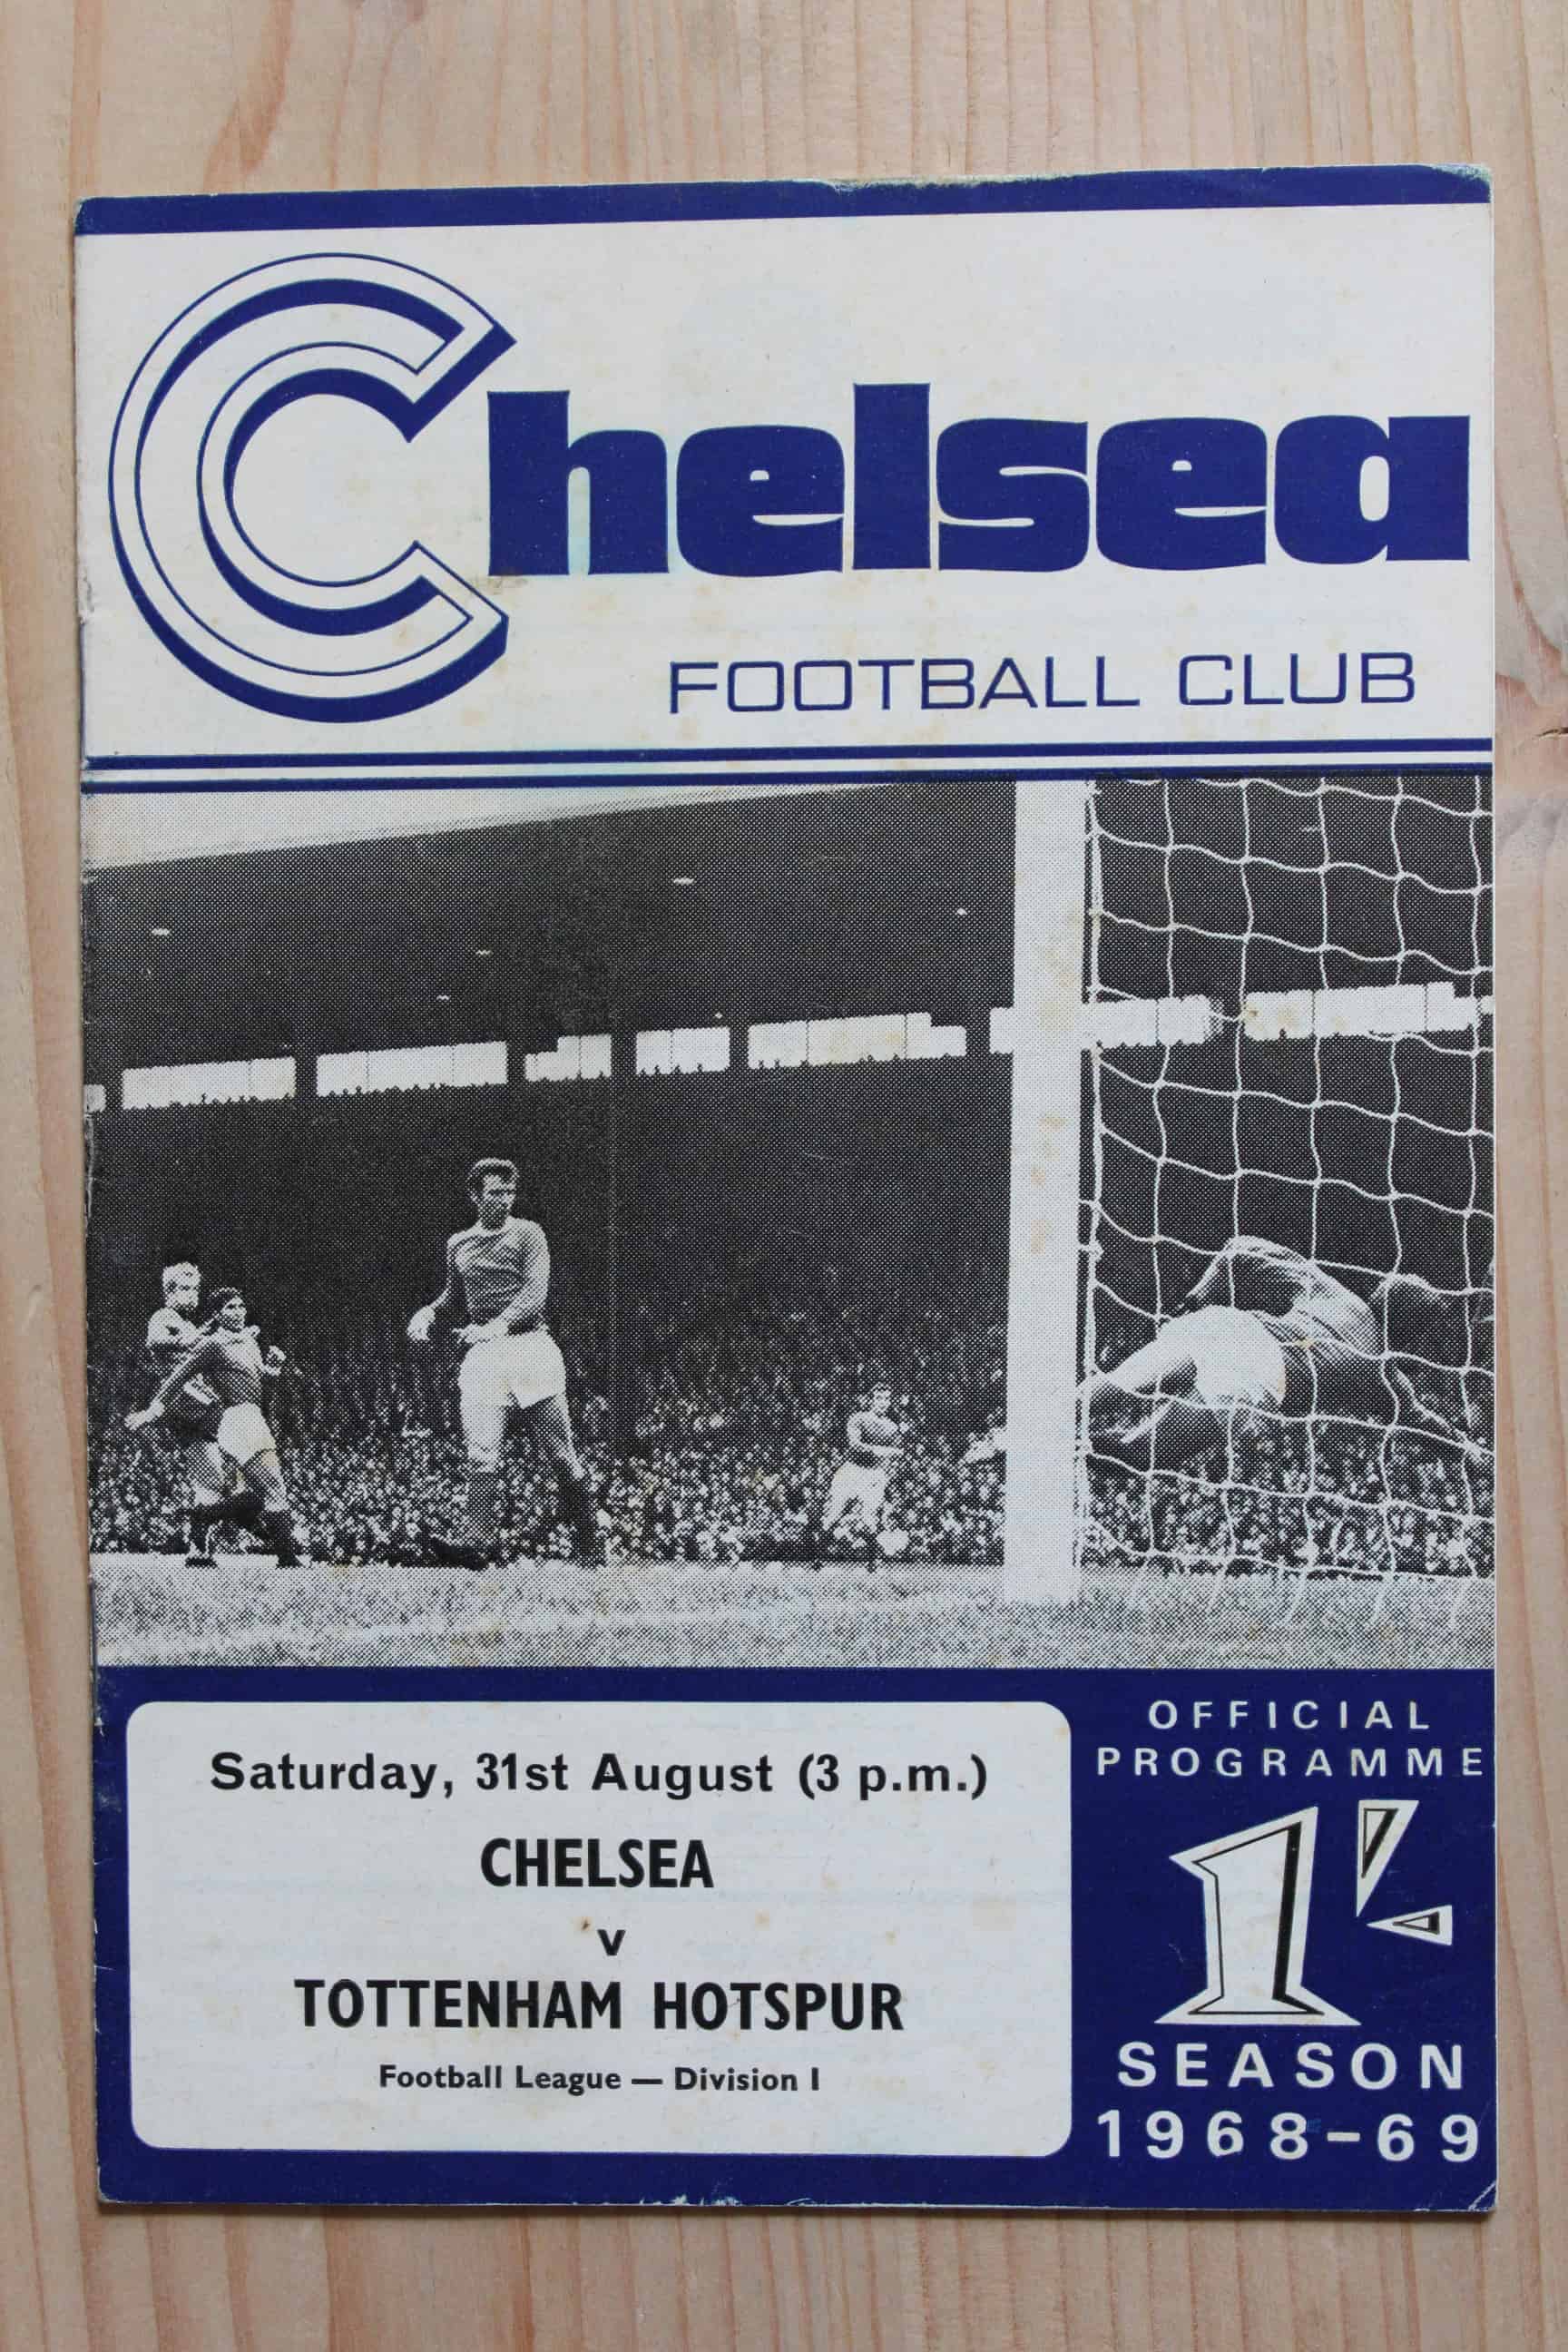 Chelsea
FOOTBALL CLUB
Saturday, 31st August (3 p.m.)
CHELSEA
v
TOTTENHAM HOTSPUR
Football League — Division I
OFFICIAL
PROGRAMME
1/-
SEASON
1968-69